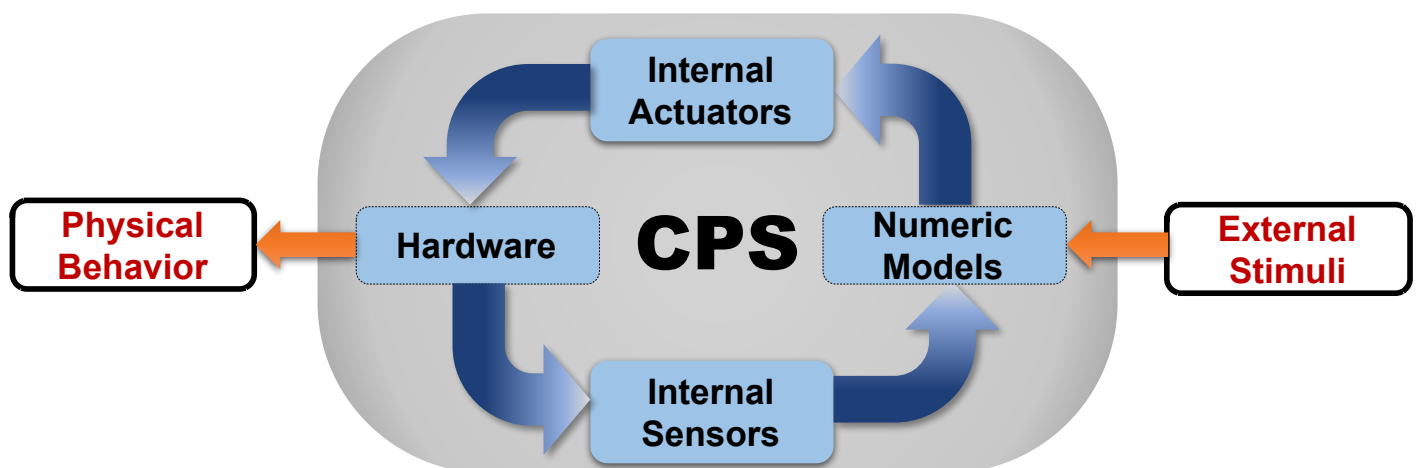 Internal
Actuators
Physical
Behavior
Hardware
CPS
Numeric
Models
External
Stimuli
Internal
Sensors